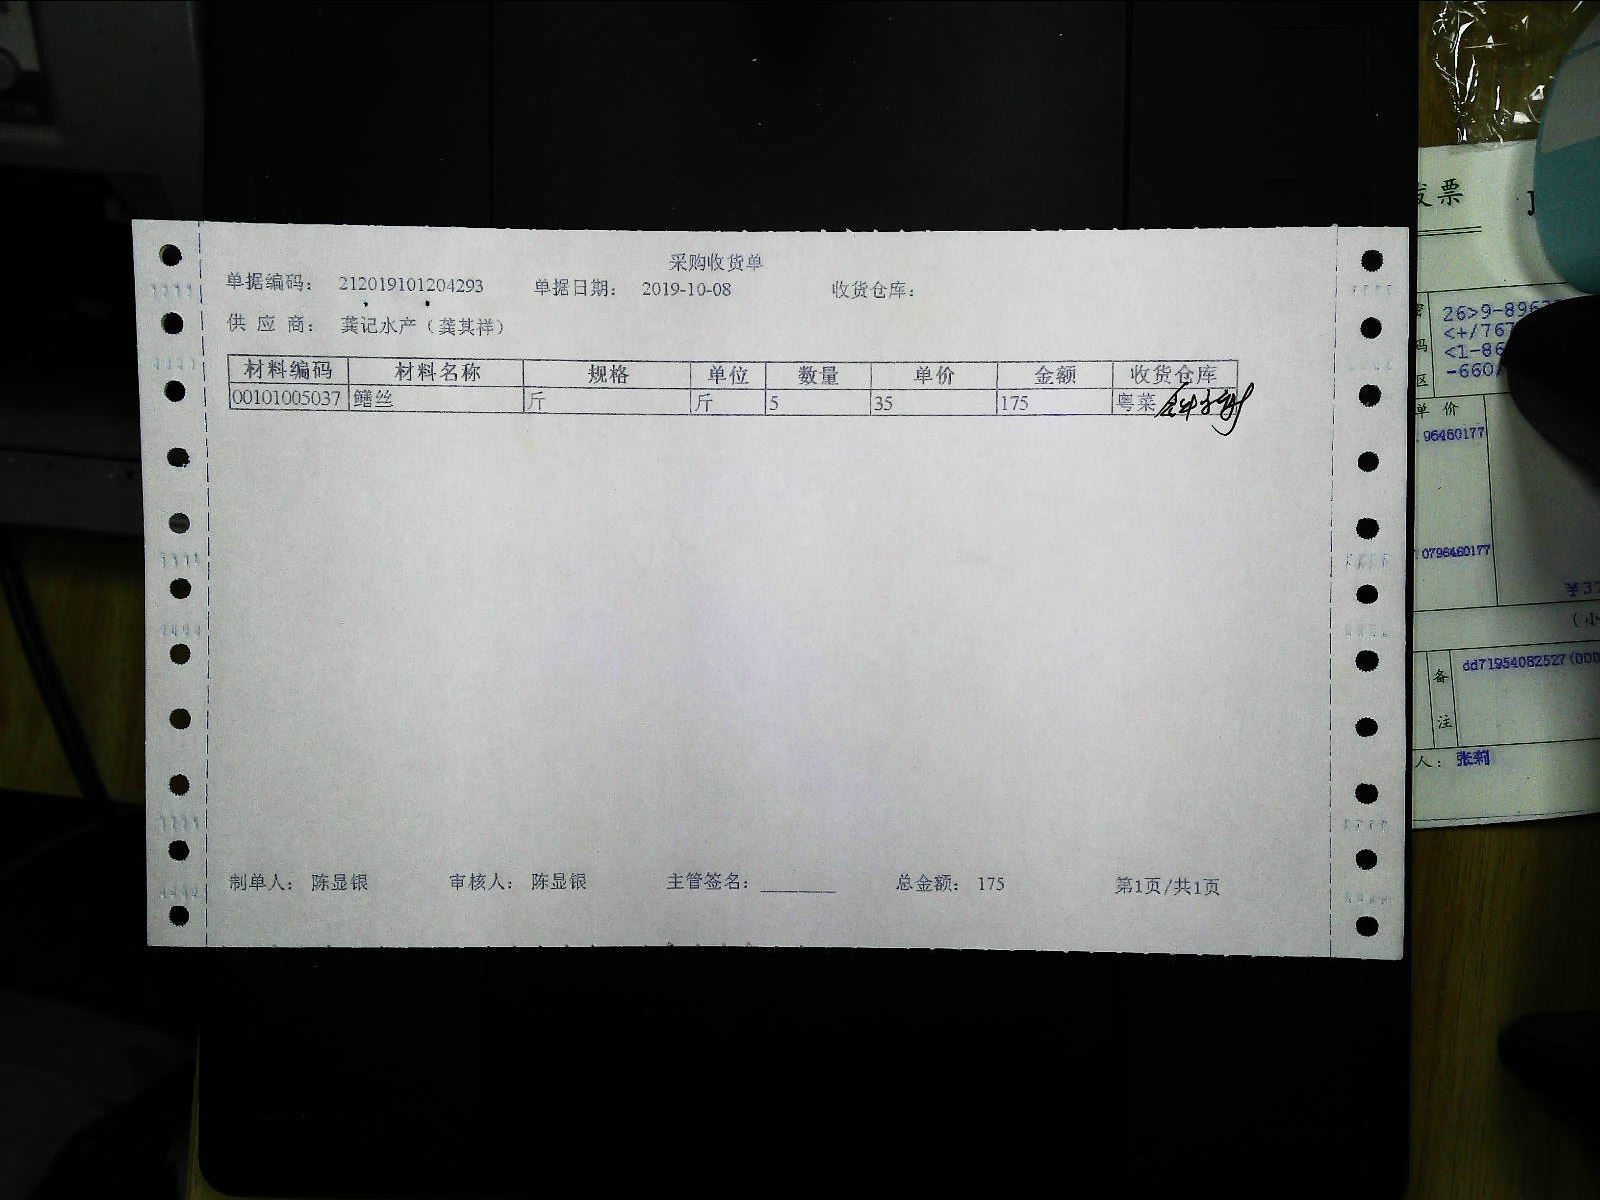 采购收货单
单据编码： 212019101204293 单据日期： 2019-10-08 收货仓库：
供 应 商： 龚记水产（龚其祥）
材料编码 材料名称 规格 单位 数量 单价 金额 收货仓库
00101005037 鳝丝 斤 斤 5 35 175 粤菜
制单人： 陈显银 审核人： 陈显银 主管签名： 总金额： 175 第1页/共1页
发票
26>9-896
<+/767
<1-86
-660
码
区
单 价
.96460177
.0796460177
¥37
（小
备
注
dd71954082527(000
人： 张莉